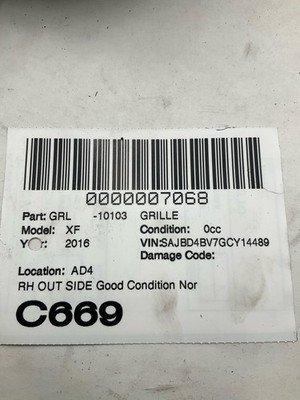 0000007068
Part: GRL -10103 GRILLE
Model: XF Condition: 0cc
Year: 2016 VIN:SAJBD4BV7GCY14489
Damage Code:
Location: AD4
RH OUT SIDE Good Condition Nor
C669